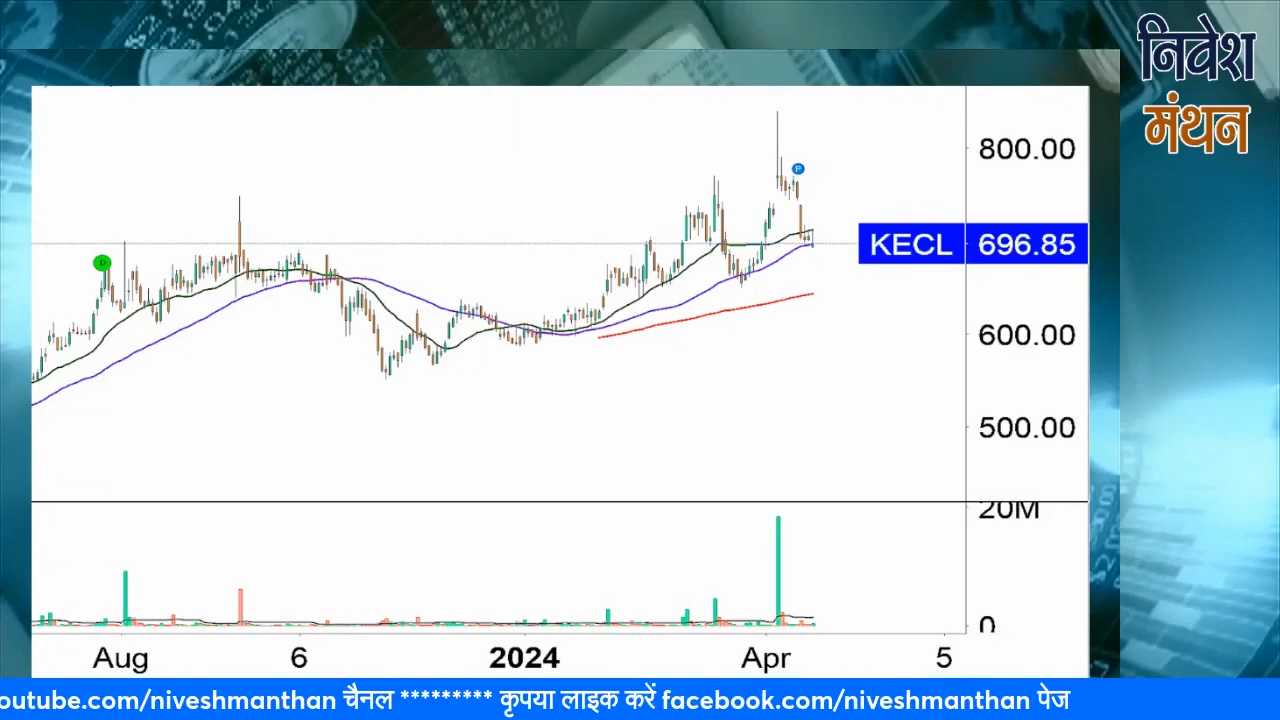 निवेश
मंथन
800.00
KECL 696.85
600.00
500.00
20M
0
Aug 6 2024 Apr 5
outube.com/niveshmanthan चैनल ********* कृपया लाइक करें facebook.com/niveshmanthan पेज